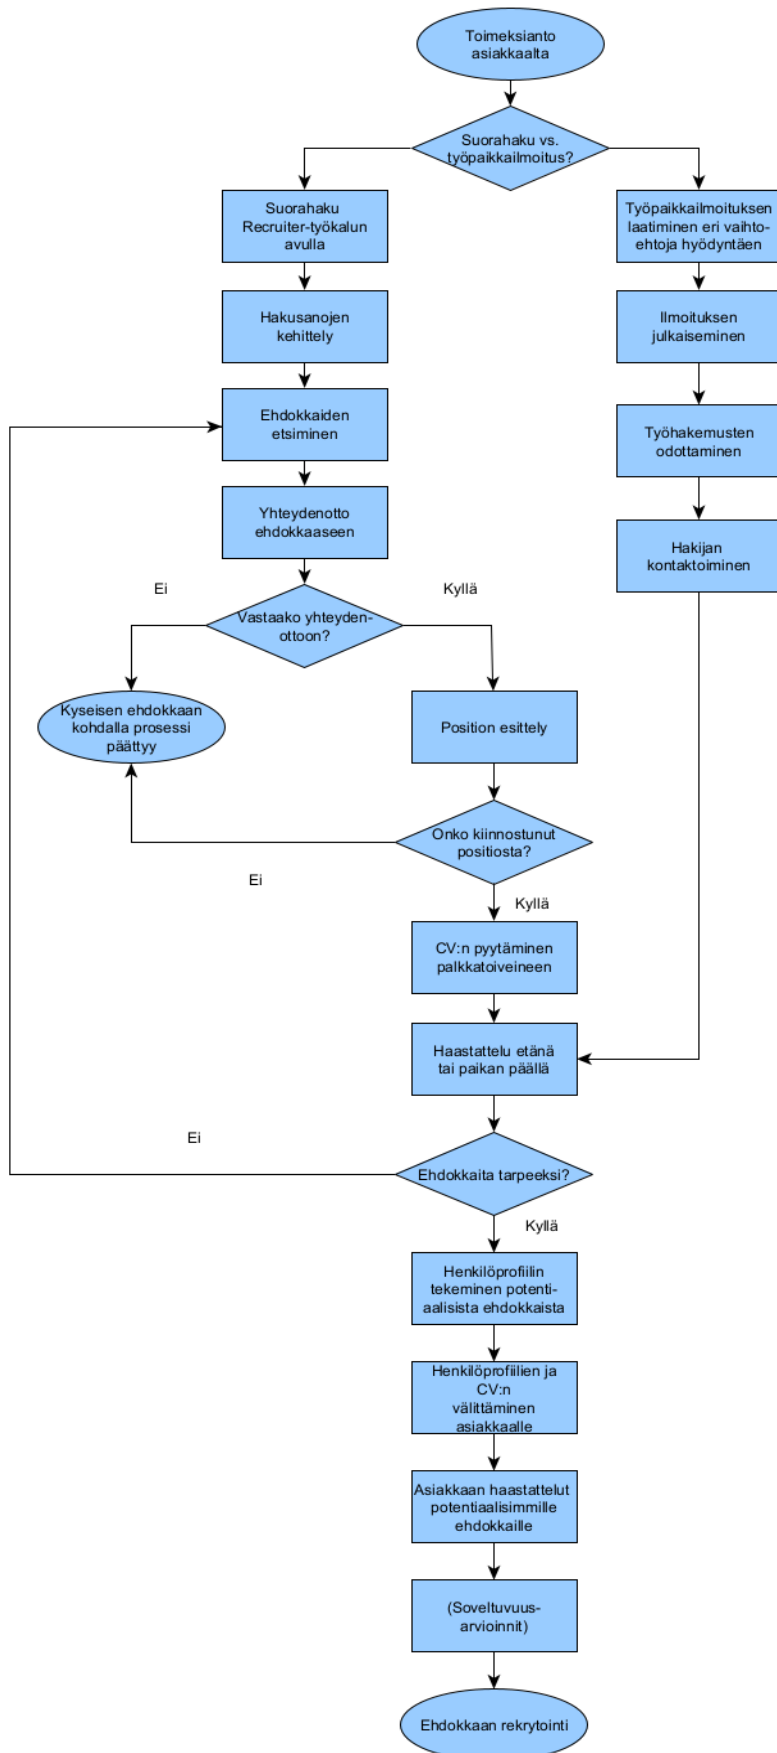 Toimeksianto
asiakkaalta
Suorahaku vs.
työpaikkailmoitus?
Suorahaku
Recruiter-työkalun
avulla
Työpaikkailmoituksen
laatiminen eri vaihto-
ehtoja hyödyntäen
Hakusanojen
kehittely
Ilmoituksen
julkaiseminen
Ehdokkaiden
etsiminen
Työhakemusten
odottaminen
Yhteydenotto
ehdokkaaseen
Hakijan
kontaktoiminen
Ei
Kyllä
Vastaako yhteyden-
ottoon?
Kyseisen ehdokkaan
kohdalla prosessi
päättyy
Position esittely
Onko kiinnostunut
positiosta?
Ei
Kyllä
CV:n pyytäminen
palkkatoiveineen
Haastattelu etänä
tai paikan päällä
Ei
Ehdokkaita tarpeeksi?
Kyllä
Henkilöprofiilin
tekeminen potenti-
aalisista ehdokkaista
Henkilöprofiilien ja
CV:n
välittäminen
asiakkaalle
Asiakkaan haastattelut
potentiaalisimmille
ehdokkaille
(Soveltuvuus-
arvioinnit)
Ehdokkaan rekrytointi